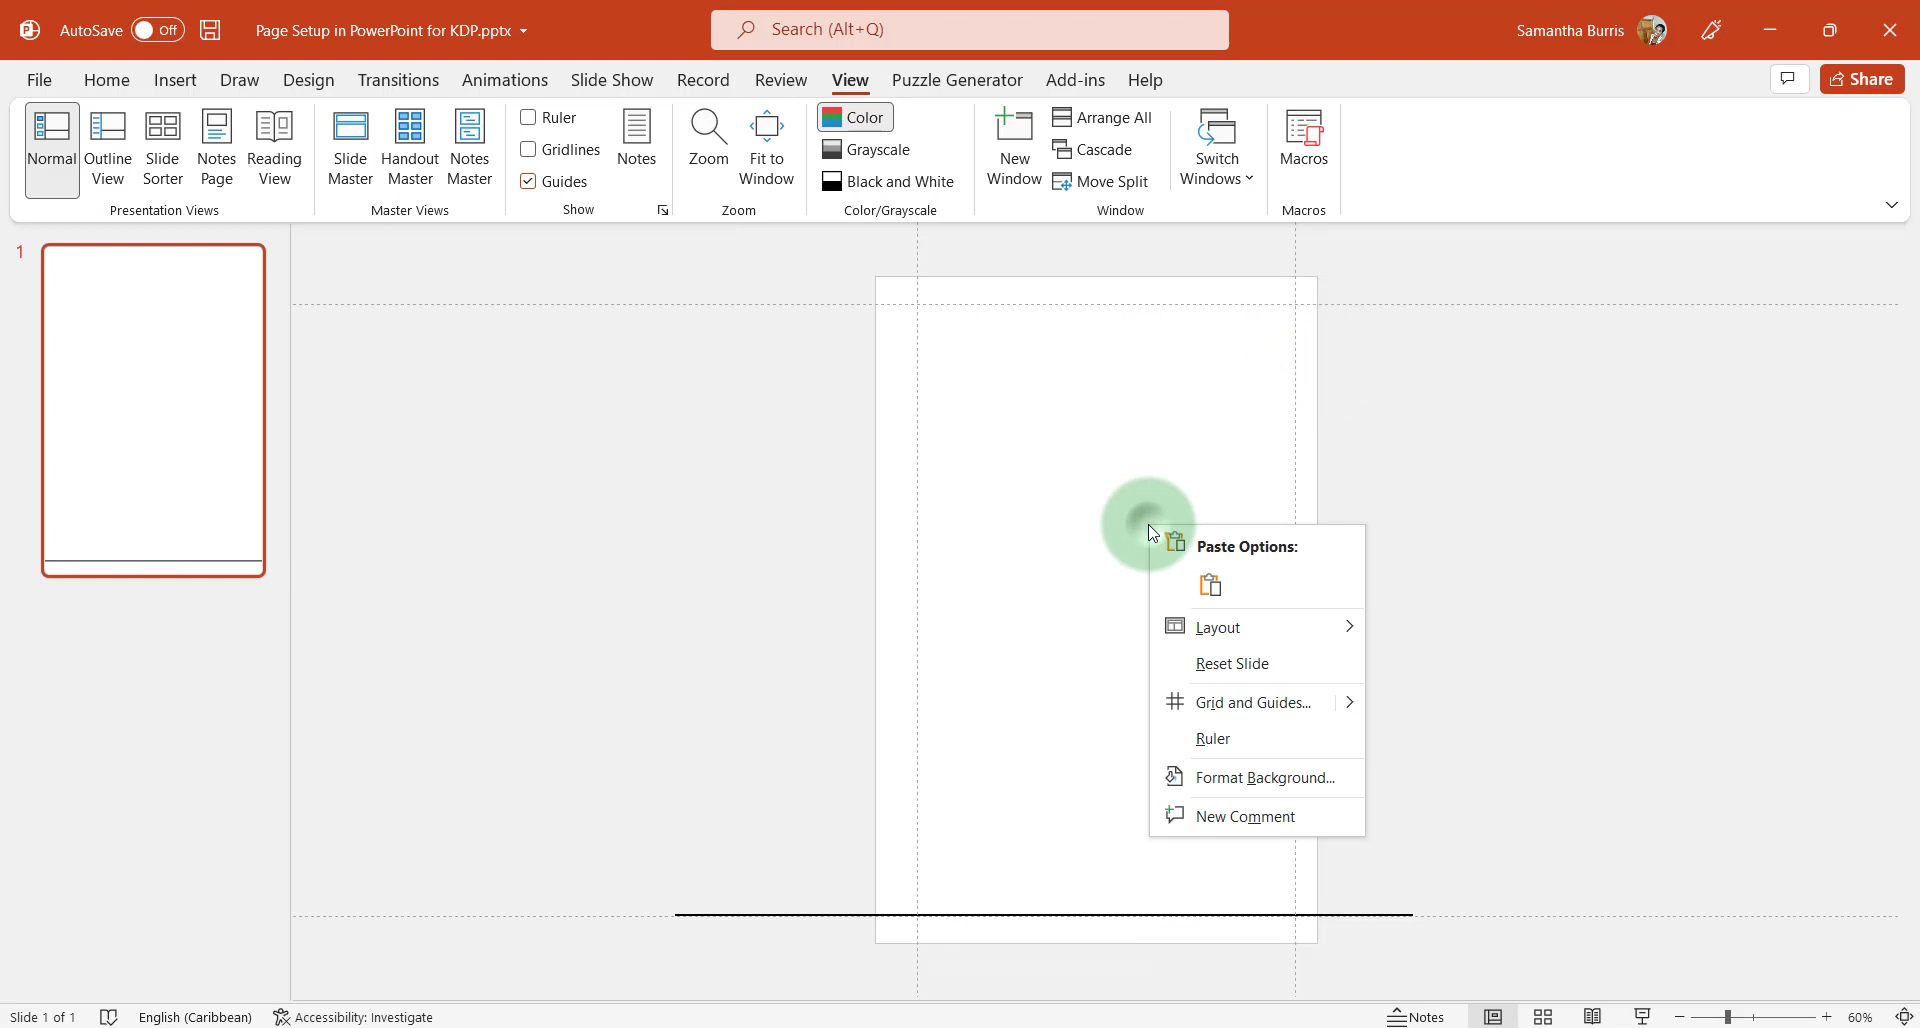 AutoSave Off Page Setup in PowerPoint for KDP.pptx Search (Alt+Q) Samantha Burris
File Home Insert Draw Design Transitions Animations Slide Show Record Review View Puzzle Generator Add-ins Help Share
Normal Outline View Slide Sorter Notes Page Reading View
Presentation Views
Slide Master Handout Master Notes Master
Master Views
Ruler
Gridlines
Guides
Notes
Show
Zoom Fit to Window
Zoom
Color
Grayscale
Black and White
Color/Grayscale
New Window
Arrange All
Cascade
Move Split
Switch Windows
Window
Macros
Macros
1
Paste Options:
Layout
Reset Slide
Grid and Guides...
Ruler
Format Background...
New Comment
Slide 1 of 1 English (Caribbean) Accessibility: Investigate Notes 60%